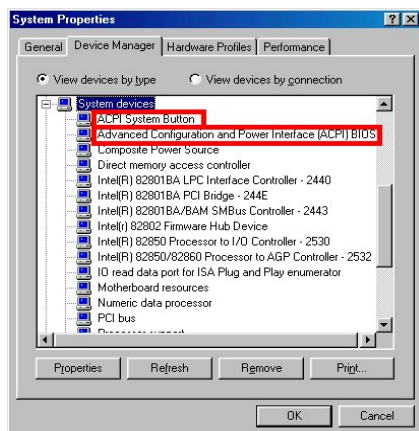 System Properties
General Device Manager Hardware Profiles Performance
View devices by type View devices by connection
System devices
ACPI System Button
Advanced Configuration and Power Interface (ACPI) BIOS
Composite Power Source
Direct memory access controller
Intel(R) 82801BA LPC Interface Controller - 2440
Intel(R) 82801BA PCI Bridge - 244E
Intel(R) 82801BA/BAM SMBus Controller - 2443
Intel(r) 82802 Firmware Hub Device
Intel(R) 82850 Processor to I/O Controller - 2530
Intel(R) 82850/82860 Processor to AGP Controller - 2532
IO read data port for ISA Plug and Play enumerator
Motherboard resources
Numeric data processor
PCI bus
Properties Refresh Remove Print...
OK Cancel